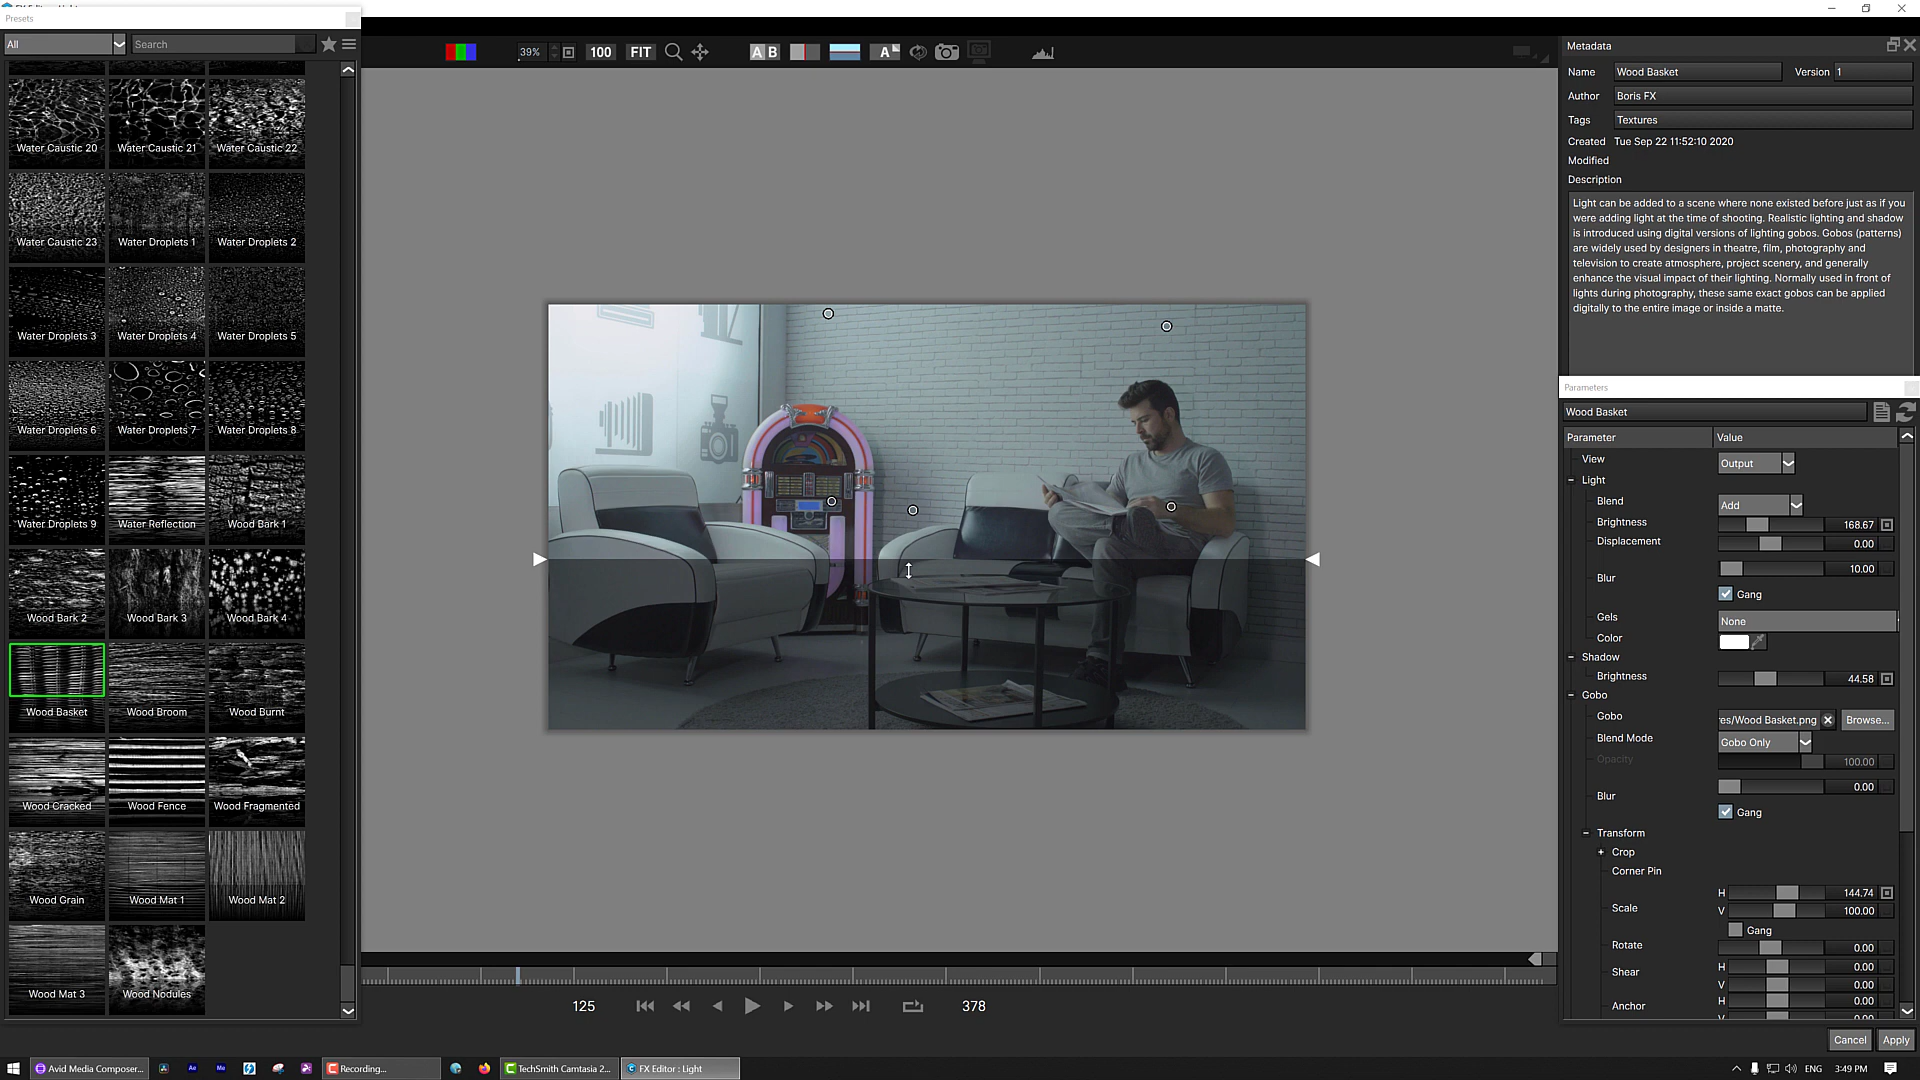 Presets
All
Search
Water Caustic 20
Water Caustic 21
Water Caustic 22
Water Caustic 23
Water Droplets 1
Water Droplets 2
Water Droplets 3
Water Droplets 4
Water Droplets 5
Water Droplets 6
Water Droplets 7
Water Droplets 8
Water Droplets 9
Water Reflection
Wood Bark 1
Wood Bark 2
Wood Bark 3
Wood Bark 4
Wood Basket
Wood Broom
Wood Burnt
Wood Cracked
Wood Fence
Wood Fragmented
Wood Grain
Wood Mat 1
Wood Mat 2
Wood Mat 3
Wood Nodules
39%
100
FIT
A B
A
125
378
Metadata
Name Wood Basket Version 1
Author Boris FX
Tags Textures
Created Tue Sep 22 11:52:10 2020
Modified
Description
Light can be added to a scene where none existed before just as if you
were adding light at the time of shooting. Realistic lighting and shadow
is introduced using digital versions of lighting gobos. Gobos (patterns)
are widely used by designers in theatre, film, photography and
television to create atmosphere, project scenery, and generally
enhance the visual impact of their lighting. Normally used in front of
lights during photography, these same exact gobos can be applied
digitally to the entire image or inside a matte.
Parameters
Wood Basket
Parameter Value
View Output
Light
Blend Add
Brightness 168.67
Displacement 0.00
Blur 10.00
Gang
Gels None
Color
Shadow
Brightness 44.58
Gobo
Gobo es/Wood Basket.png Browse...
Blend Mode Gobo Only
Opacity 100.00
Blur 0.00
Gang
Transform
Crop
Corner Pin
Scale H 144.74
V 100.00
Gang
Rotate 0.00
Shear H 0.00
V 0.00
Anchor H 0.00
V 0.00
Cancel Apply
Avid Media Composer...
Ae
Me
Recording...
TechSmith Camtasia 2...
FX Editor : Light
ENG
3:49 PM